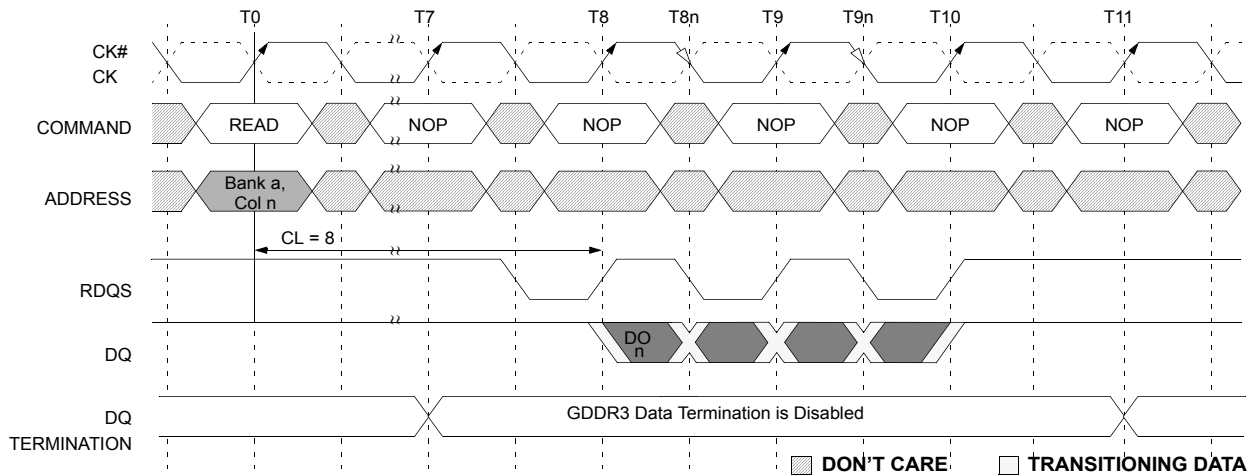 T0 T7 T8 T8n T9 T9n T10 T11
CK#
CK
COMMAND READ NOP NOP NOP NOP NOP
ADDRESS Bank a,
Col n
CL = 8
RDQS
DQ DO
n
DQ
TERMINATION GDDR3 Data Termination is Disabled
DON'T CARE TRANSITIONING DATA